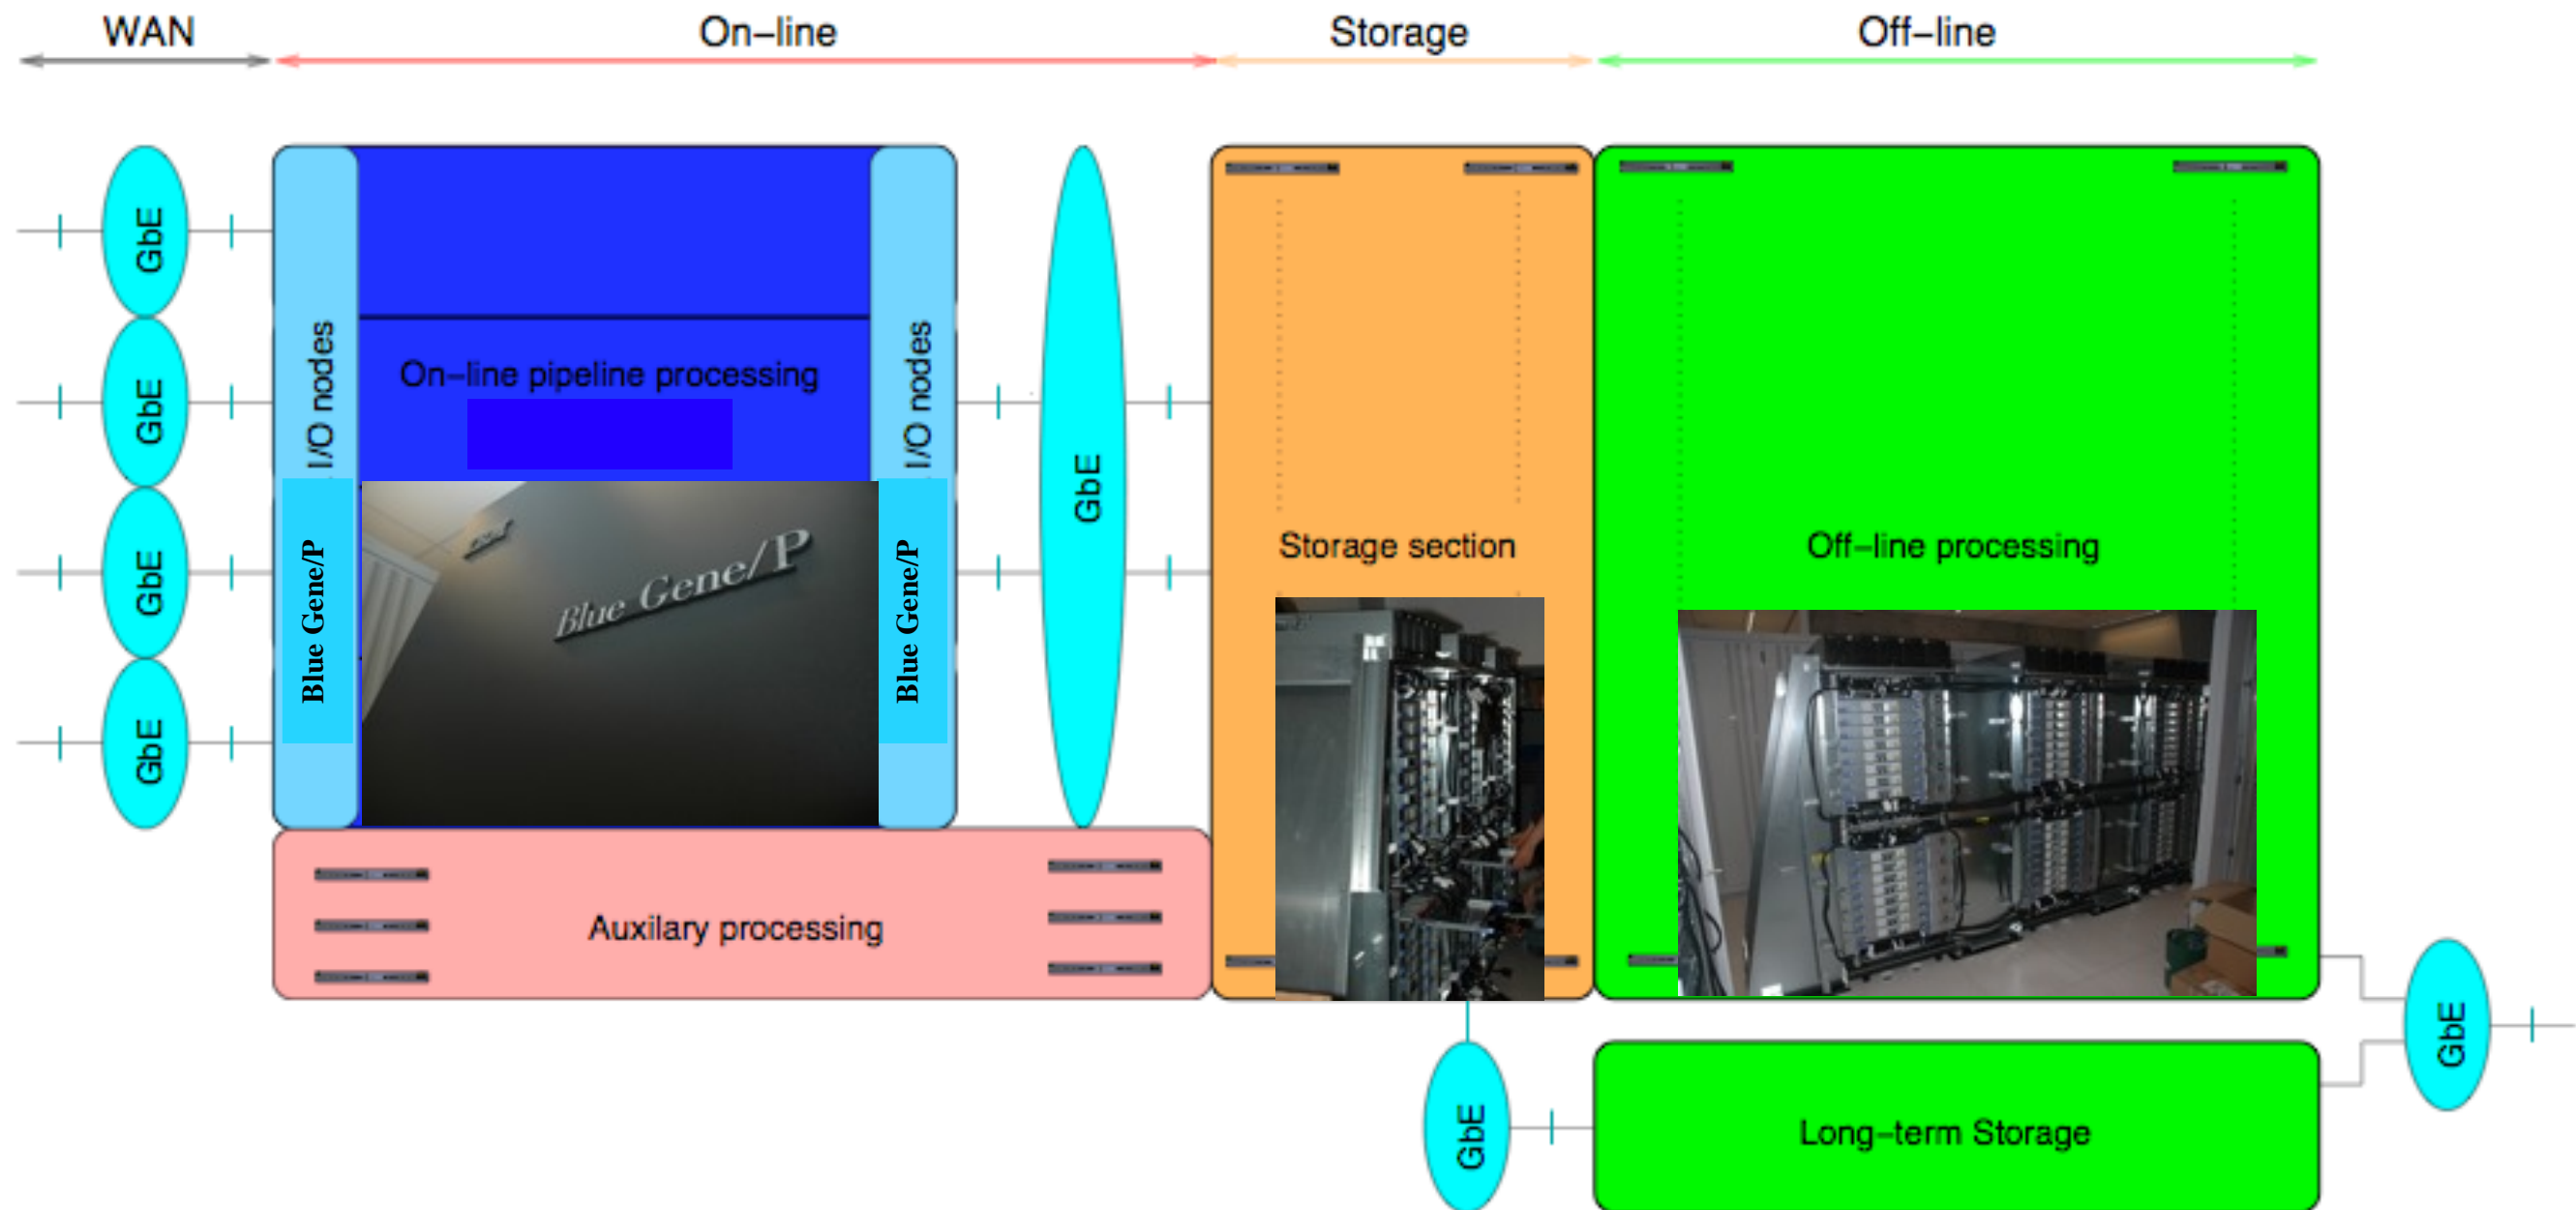 WAN
On-line
Storage
Off-line
GbE
GbE
GbE
GbE
I/O nodes
Blue Gene/P
On-line pipeline processing
Blue Gene/P
I/O nodes
Blue Gene/P
GbE
Storage section
Off-line processing
Auxilary processing
GbE
Long-term Storage
GbE